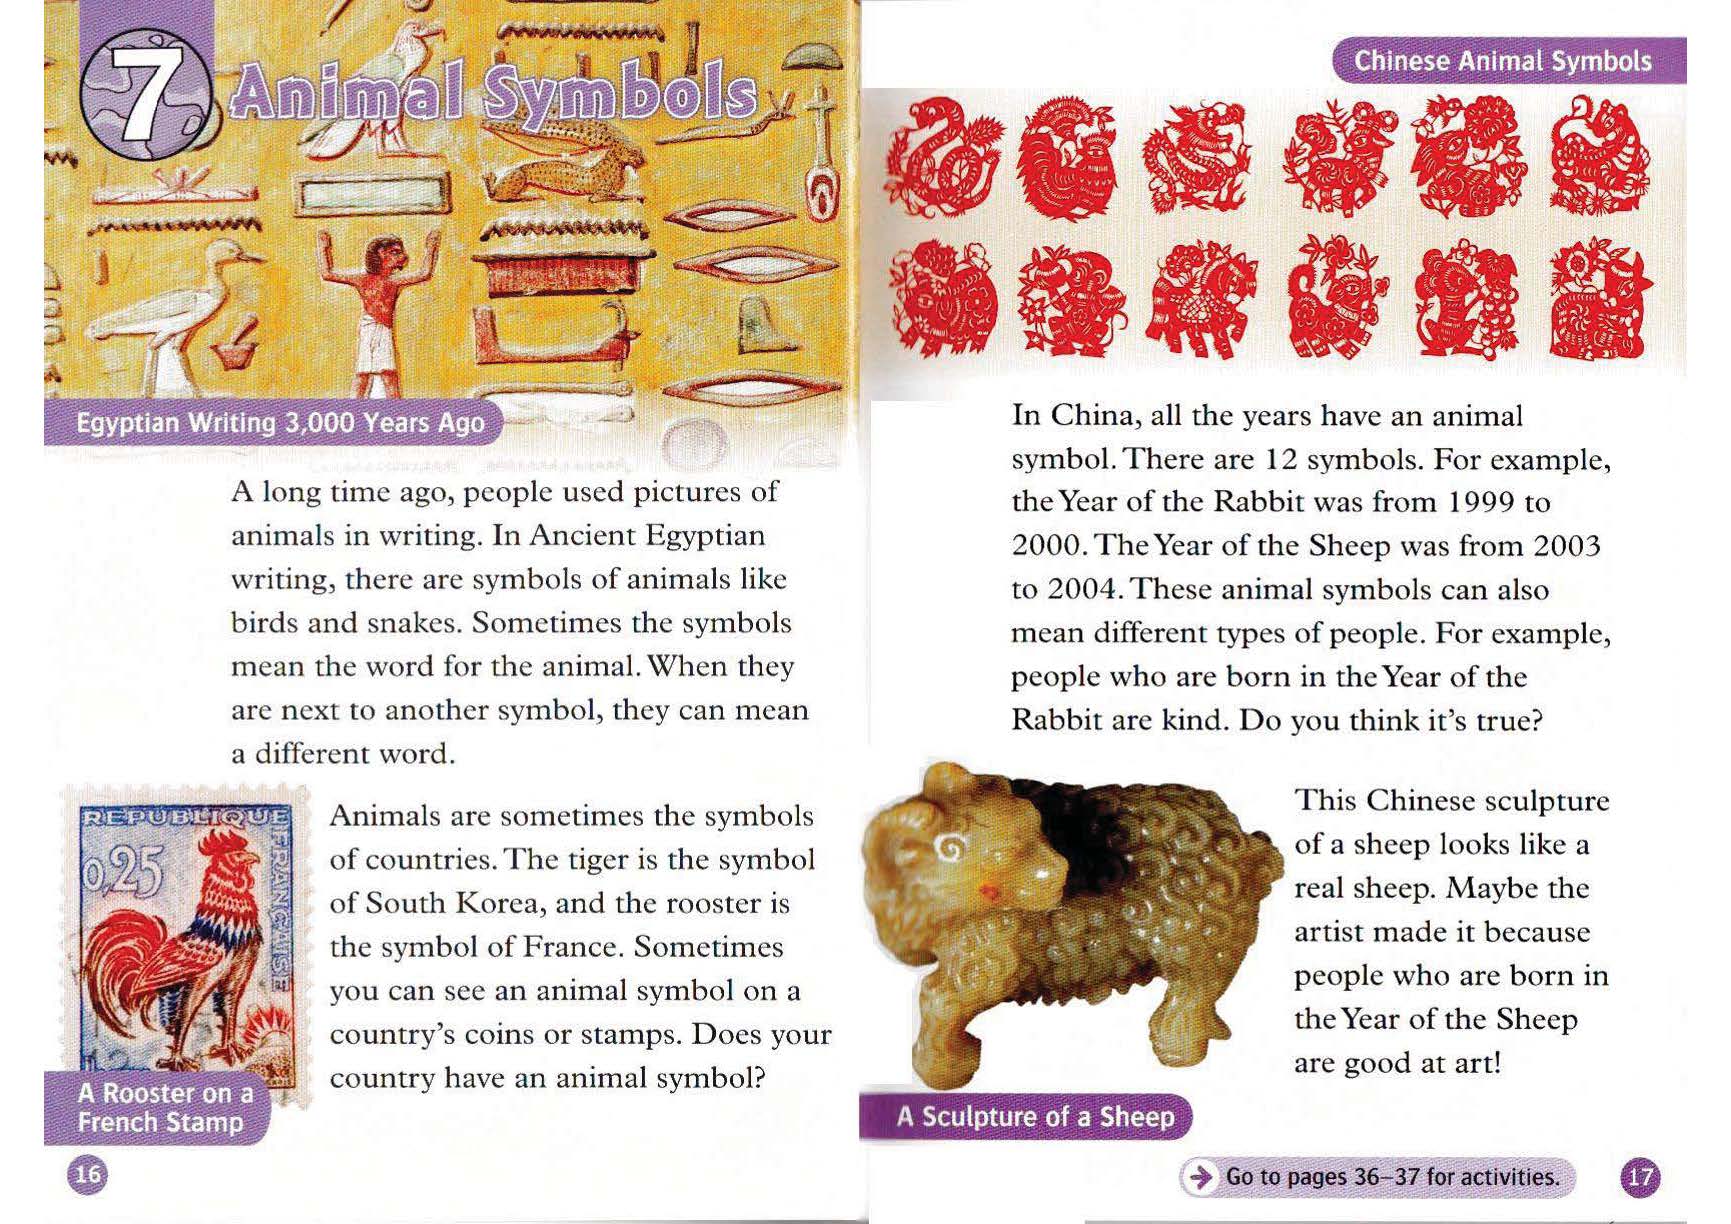 7
Animal Symbols
Egyptian Writing 3,000 Years Ago
A long time ago, people used pictures of
animals in writing. In Ancient Egyptian
writing, there are symbols of animals like
birds and snakes. Sometimes the symbols
mean the word for the animal. When they
are next to another symbol, they can mean
a different word.
REPUBLIQUE
FRANÇAISE
0,25
Animals are sometimes the symbols
of countries. The tiger is the symbol
of South Korea, and the rooster is
the symbol of France. Sometimes
you can see an animal symbol on a
country's coins or stamps. Does your
country have an animal symbol?
A Rooster on a
French Stamp
16
Chinese Animal Symbols
In China, all the years have an animal
symbol. There are 12 symbols. For example,
the Year of the Rabbit was from 1999 to
2000. The Year of the Sheep was from 2003
to 2004. These animal symbols can also
mean different types of people. For example,
people who are born in the Year of the
Rabbit are kind. Do you think it's true?
This Chinese sculpture
of a sheep looks like a
real sheep. Maybe the
artist made it because
people who are born in
the Year of the Sheep
are good at art!
A Sculpture of a Sheep
Go to pages 36–37 for activities.
17